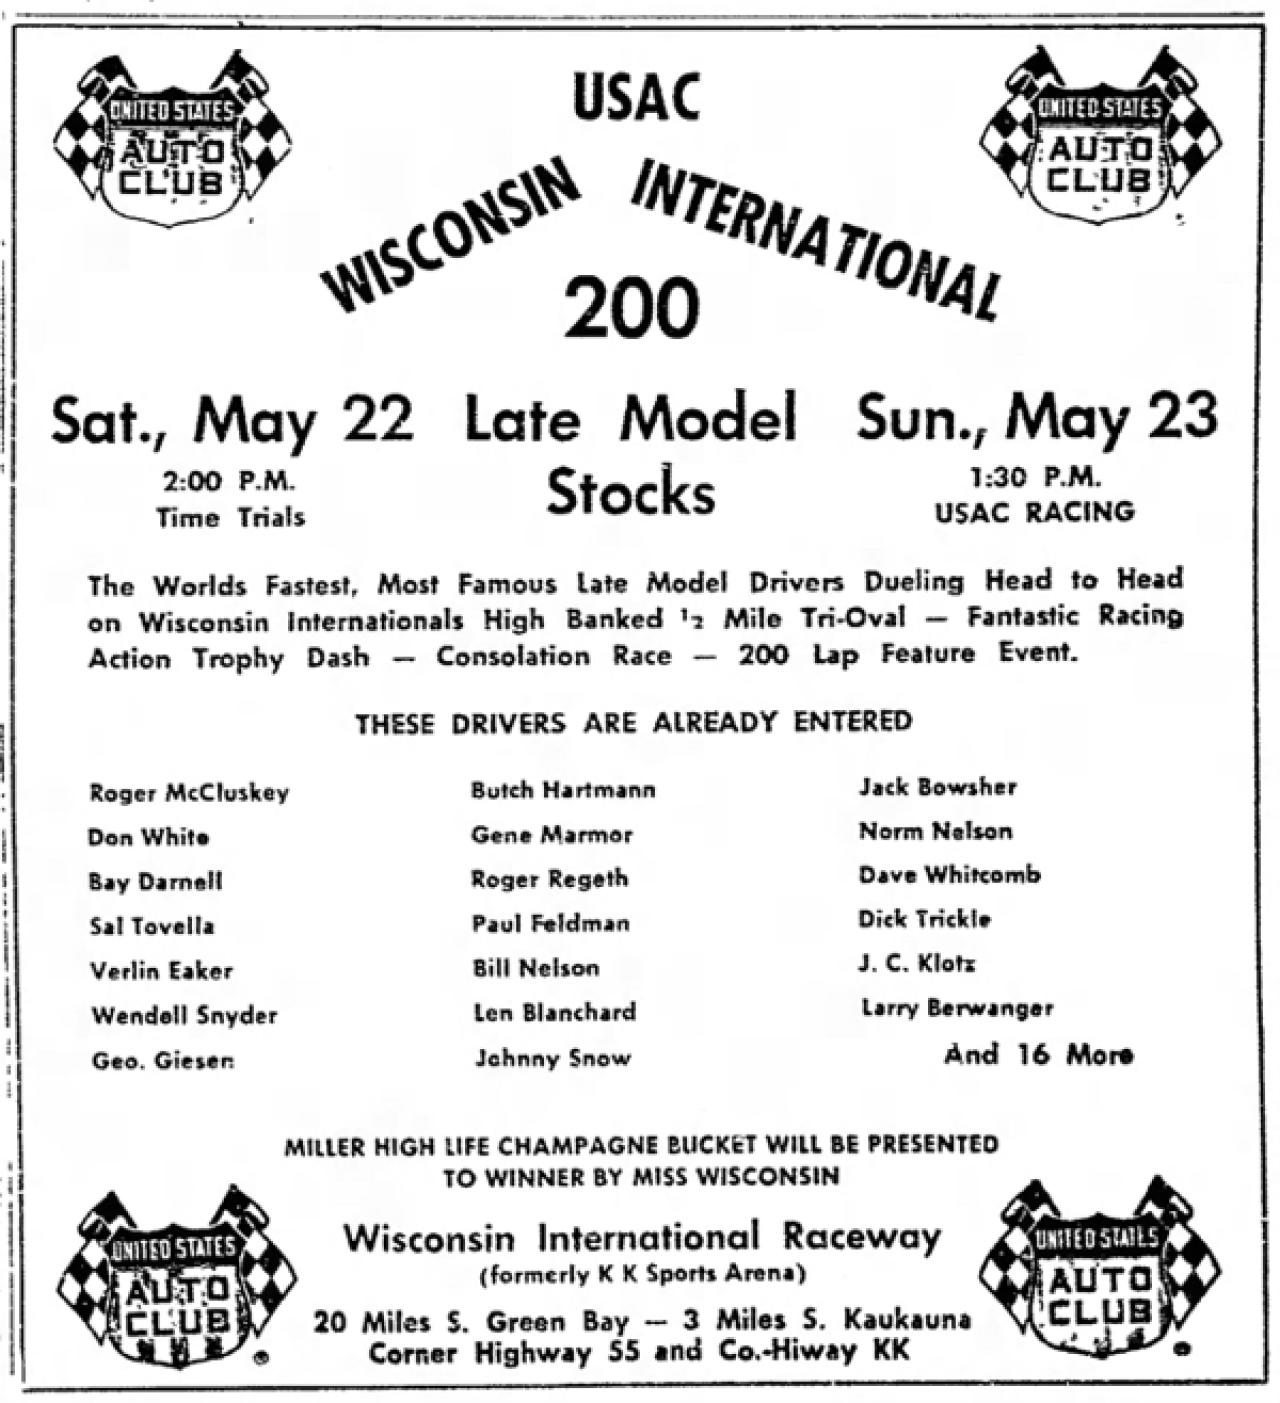 UNITED STATES
AUTO
CLUB
UNITED STATES
AUTO
CLUB
USAC
WISCONSIN INTERNATIONAL
200
Sat., May 22
2:00 P.M.
Time Trials
Late Model
Stocks
Sun., May 23
1:30 P.M.
USAC RACING
The Worlds Fastest, Most Famous Late Model Drivers Dueling Head to Head
on Wisconsin Internationals High Banked ½ Mile Tri-Oval — Fantastic Racing
Action Trophy Dash — Consolation Race — 200 Lap Feature Event.
THESE DRIVERS ARE ALREADY ENTERED
Roger McCluskey
Don White
Bay Darnell
Sal Tovella
Verlin Eaker
Wendell Snyder
Geo. Giesen
Butch Hartmann
Gene Marmor
Roger Regeth
Paul Feldman
Bill Nelson
Len Blanchard
Johnny Snow
Jack Bowsher
Norm Nelson
Dave Whitcomb
Dick Trickle
J. C. Klotz
Larry Berwanger
And 16 More
MILLER HIGH LIFE CHAMPAGNE BUCKET WILL BE PRESENTED
TO WINNER BY MISS WISCONSIN
Wisconsin International Raceway
(formerly K K Sports Arena)
20 Miles S. Green Bay — 3 Miles S. Kaukauna
Corner Highway 55 and Co.-Hiway KK
UNITED STATES
AUTO
CLUB
®
UNITED STATES
AUTO
CLUB